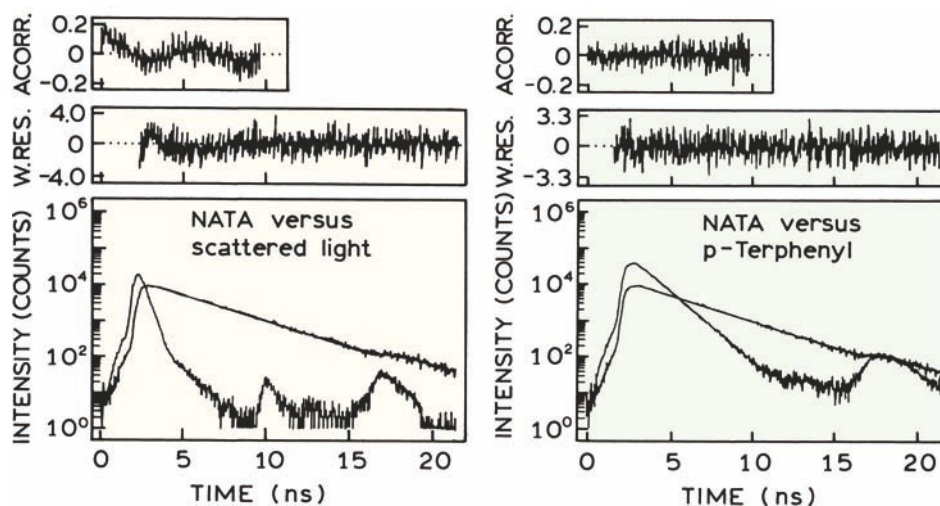 0.2
0
-0.2
ACORR.
4.0
0
-4.0
W.RES.
10⁶
10⁴
10²
10⁰
INTENSITY (COUNTS)
NATA versus
scattered light
0 5 10 15 20
TIME (ns)
0.2
0
-0.2
ACORR.
3.3
0
-3.3
W.RES.
10⁶
10⁴
10²
10⁰
INTENSITY (COUNTS)
NATA versus
p-Terphenyl
0 5 10 15 20
TIME (ns)